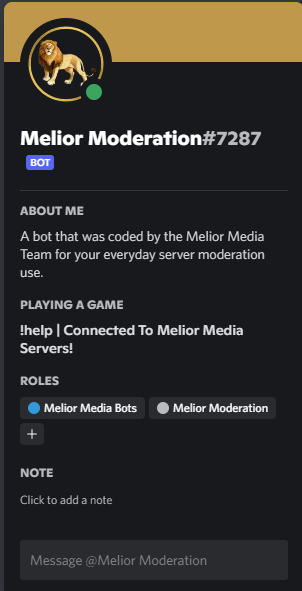 Melior Moderation#7287
BOT
ABOUT ME
A bot that was coded by the Melior Media
Team for your everyday server moderation
use.
PLAYING A GAME
!help | Connected To Melior Media
Servers!
ROLES
Melior Media Bots Melior Moderation
+
NOTE
Click to add a note
Message @Melior Moderation